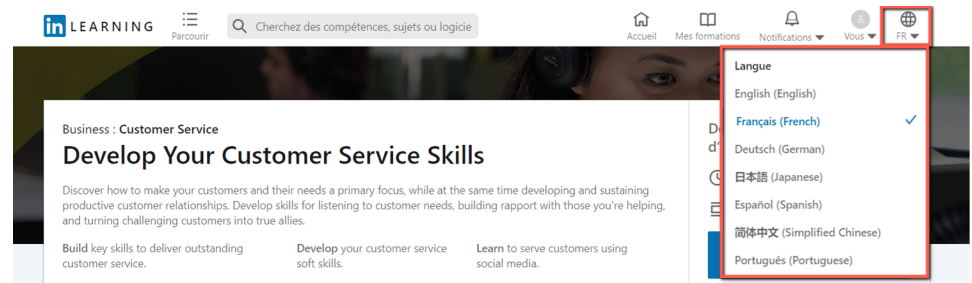 in LEARNING
Parcourir
Cherchez des compétences, sujets ou logicie
Accueil
Mes formations
Notifications
Vous
FR
Langue
English (English)
Français (French)
Deutsch (German)
日本語 (Japanese)
Español (Spanish)
简体中文 (Simplified Chinese)
Português (Portuguese)
Business : Customer Service
Develop Your Customer Service Skills
Discover how to make your customers and their needs a primary focus, while at the same time developing and sustaining
productive customer relationships. Develop skills for listening to customer needs, building rapport with those you're helping,
and turning challenging customers into true allies.
Build key skills to deliver outstanding
customer service.
Develop your customer service
soft skills.
Learn to serve customers using
social media.
d'